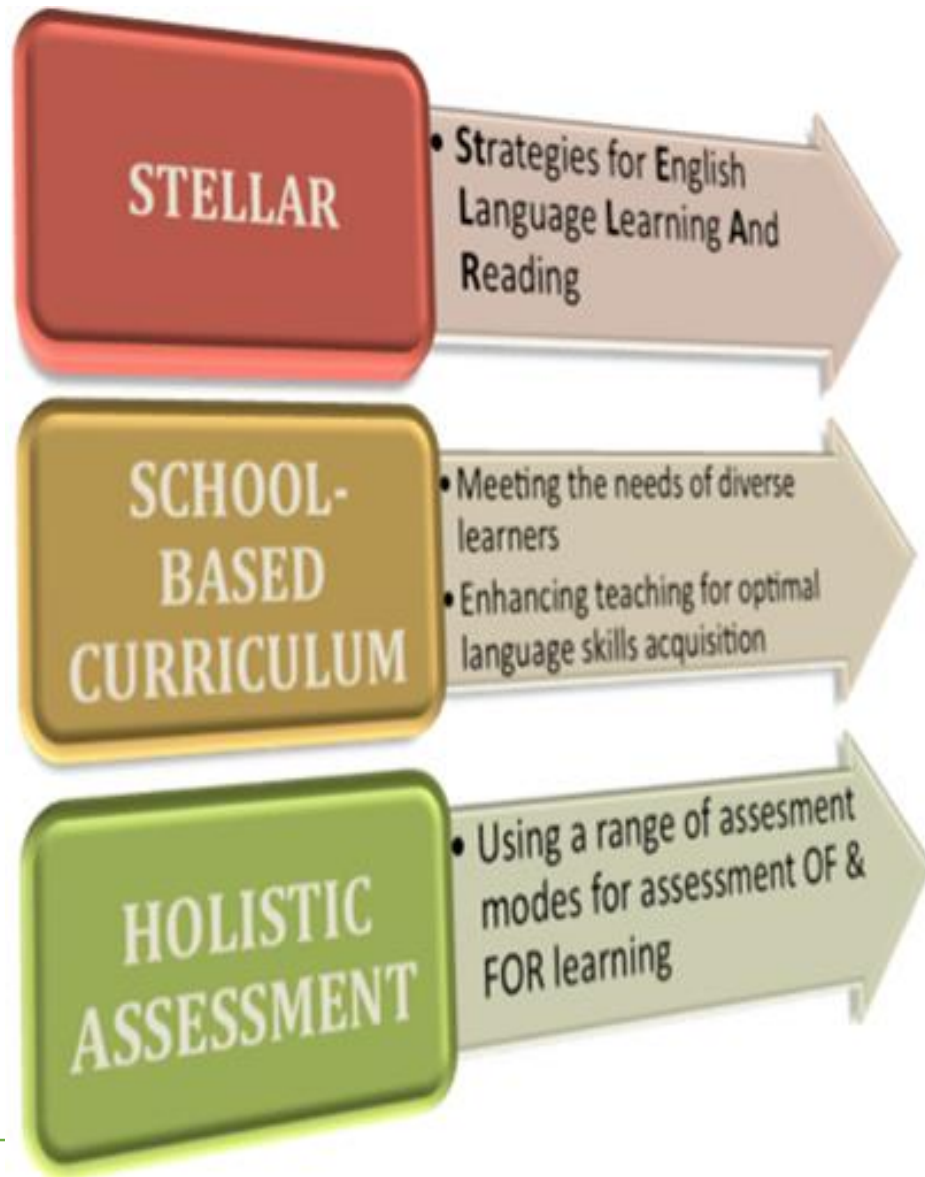 STELLAR
• Strategies for English
Language Learning And
Reading
SCHOOL-
BASED
CURRICULUM
• Meeting the needs of diverse
learners
• Enhancing teaching for optimal
language skills acquisition
HOLISTIC
ASSESSMENT
• Using a range of assesment
modes for assessment OF &
FOR learning